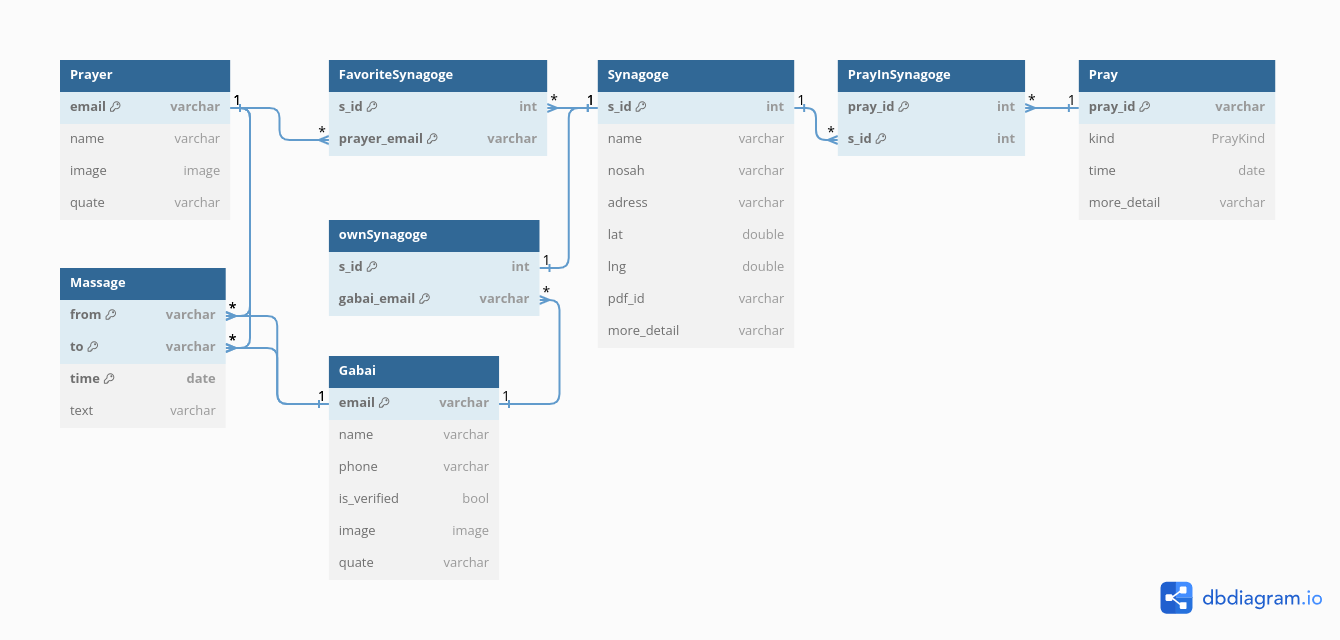 Prayer
email varchar
name varchar
image image
quate varchar
1
*
FavoriteSynagoge
s_id int
prayer_email varchar
*
1
Synagoge
s_id int
name varchar
nosah varchar
adress varchar
lat double
lng double
pdf_id varchar
more_detail varchar
1
*
PrayInSynagoge
pray_id int
s_id int
*
1
Pray
pray_id varchar
kind PrayKind
time date
more_detail varchar
ownSynagoge
s_id int
gabai_email varchar
1
*
Massage
from varchar
to varchar
time date
text varchar
*
*
1
Gabai
email varchar
name varchar
phone varchar
is_verified bool
image image
quate varchar
1
dbdiagram.io